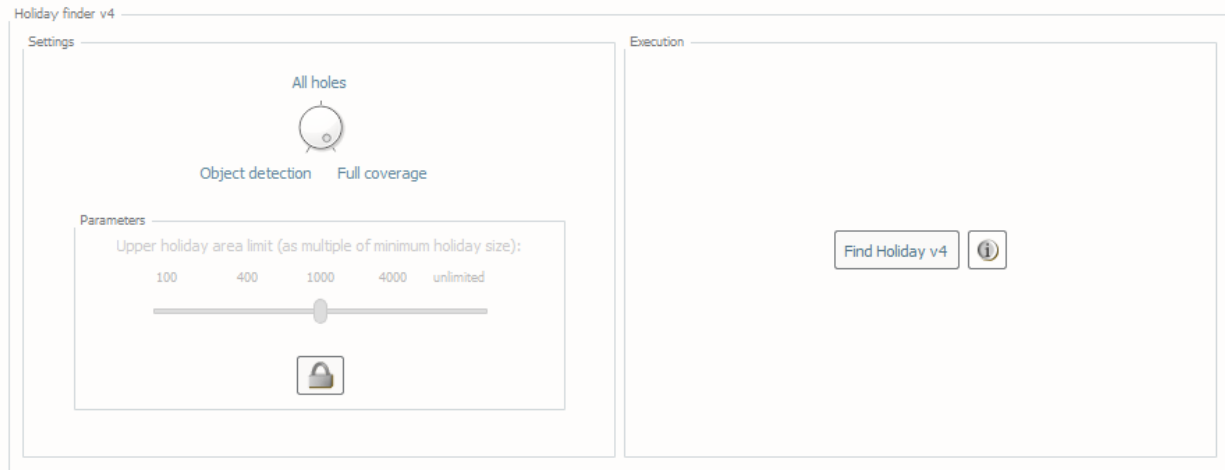 Holiday finder v4
Settings
All holes
Object detection Full coverage
Parameters
Upper holiday area limit (as multiple of minimum holiday size):
100 400 1000 4000 unlimited
Execution
Find Holiday v4